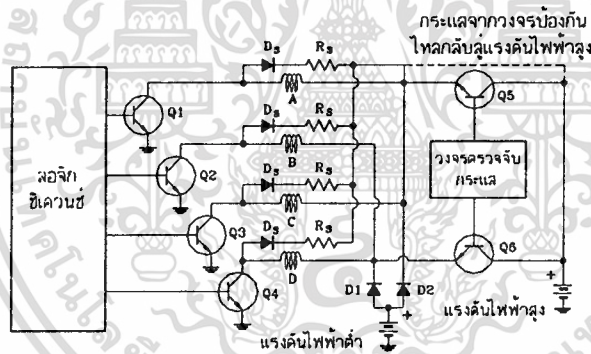 กระแสจากวงจรป้องกัน
ไหลกลับสู่แรงดันไฟฟ้าสูง
Ds
Rs
A
Q1
Q5
Ds
Rs
B
Q2
วงจรตรวจจับ
กระแส
ลอจิก
ซีเควนซ์
Ds
Rs
C
Q3
Ds
Rs
D
Q4
Q6
D1
D2
+
+
แรงดันไฟฟ้าต่ำ
แรงดันไฟฟ้าสูง